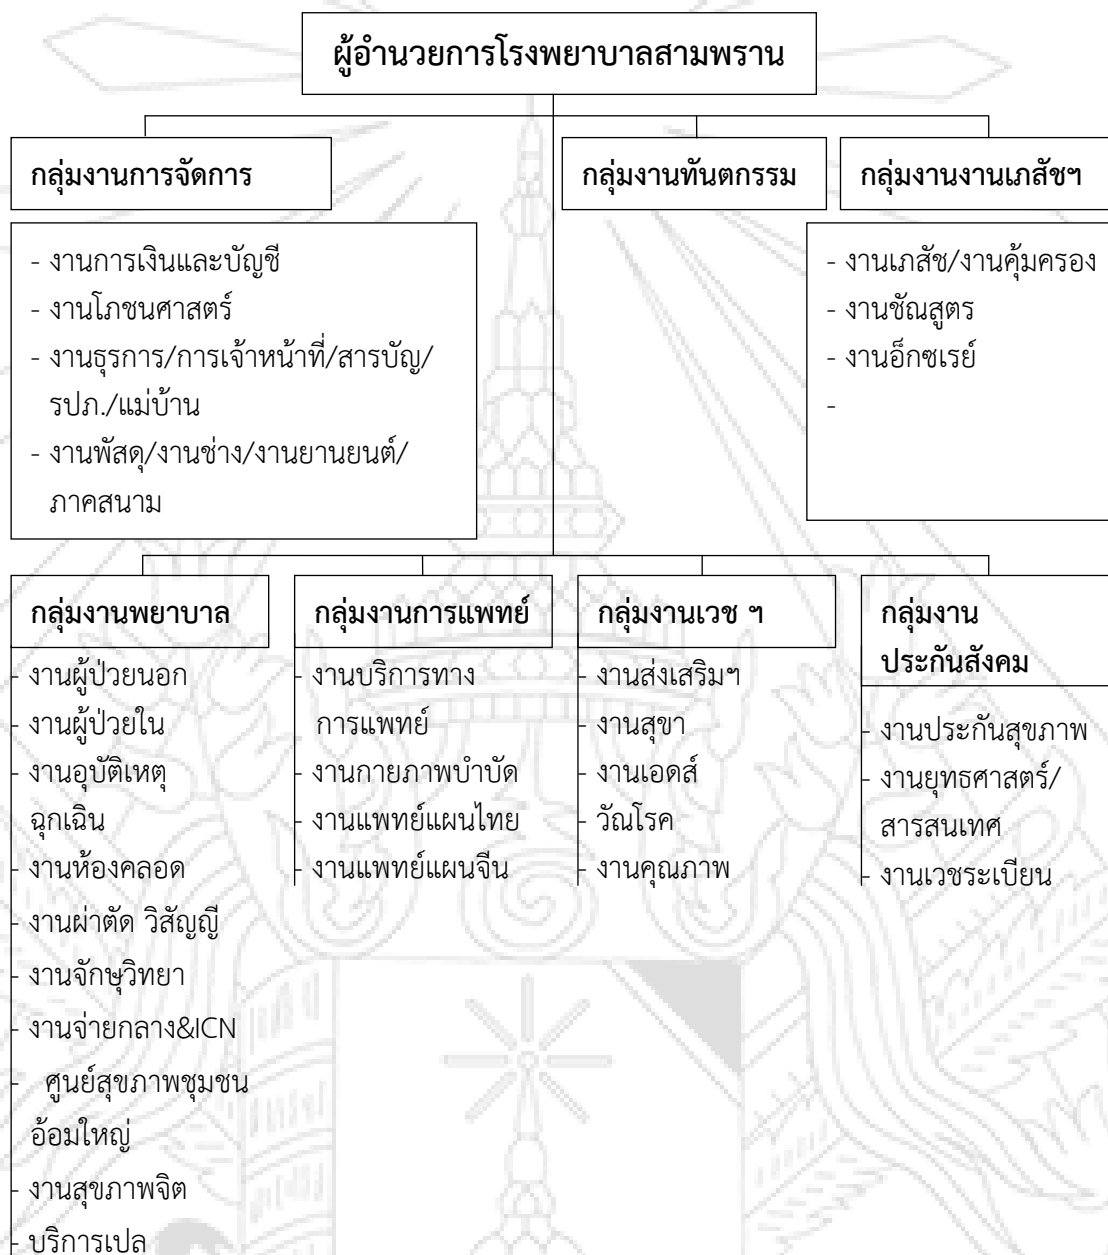 ผู้อำนวยการโรงพยาบาลสามพราน
กลุ่มงานการจัดการ
กลุ่มงานทันตกรรม
กลุ่มงานงานเภสัชฯ
- งานการเงินและบัญชี
- งานโภชนศาสตร์
- งานธุรการ/การเจ้าหน้าที่/สารบัญ/
รปภ./แม่บ้าน
- งานพัสดุ/งานช่าง/งานยานยนต์/
ภาคสนาม
- งานเภสัช/งานคุ้มครอง
- งานชัณสูตร
- งานอ็กซเรย์
-
กลุ่มงานพยาบาล
- งานผู้ป่วยนอก
- งานผู้ป่วยใน
- งานอุบัติเหตุ
ฉุกเฉิน
- งานห้องคลอด
- งานผ่าตัด วิสัญญี
- งานจักษุวิทยา
- งานจ่ายกลาง&ICN
- ศูนย์สุขภาพชุมชน
อ้อมใหญ่
- งานสุขภาพจิต
- บริการเปล
กลุ่มงานการแพทย์
- งานบริการทาง
การแพทย์
- งานกายภาพบำบัด
- งานแพทย์แผนไทย
- งานแพทย์แผนจีน
กลุ่มงานเวช ฯ
- งานส่งเสริมฯ
- งานสุขา
- งานเอดส์
- วัณโรค
- งานคุณภาพ
กลุ่มงาน
ประกันสังคม
- งานประกันสุขภาพ
- งานยุทธศาสตร์/
สารสนเทศ
- งานเวชระเบียน